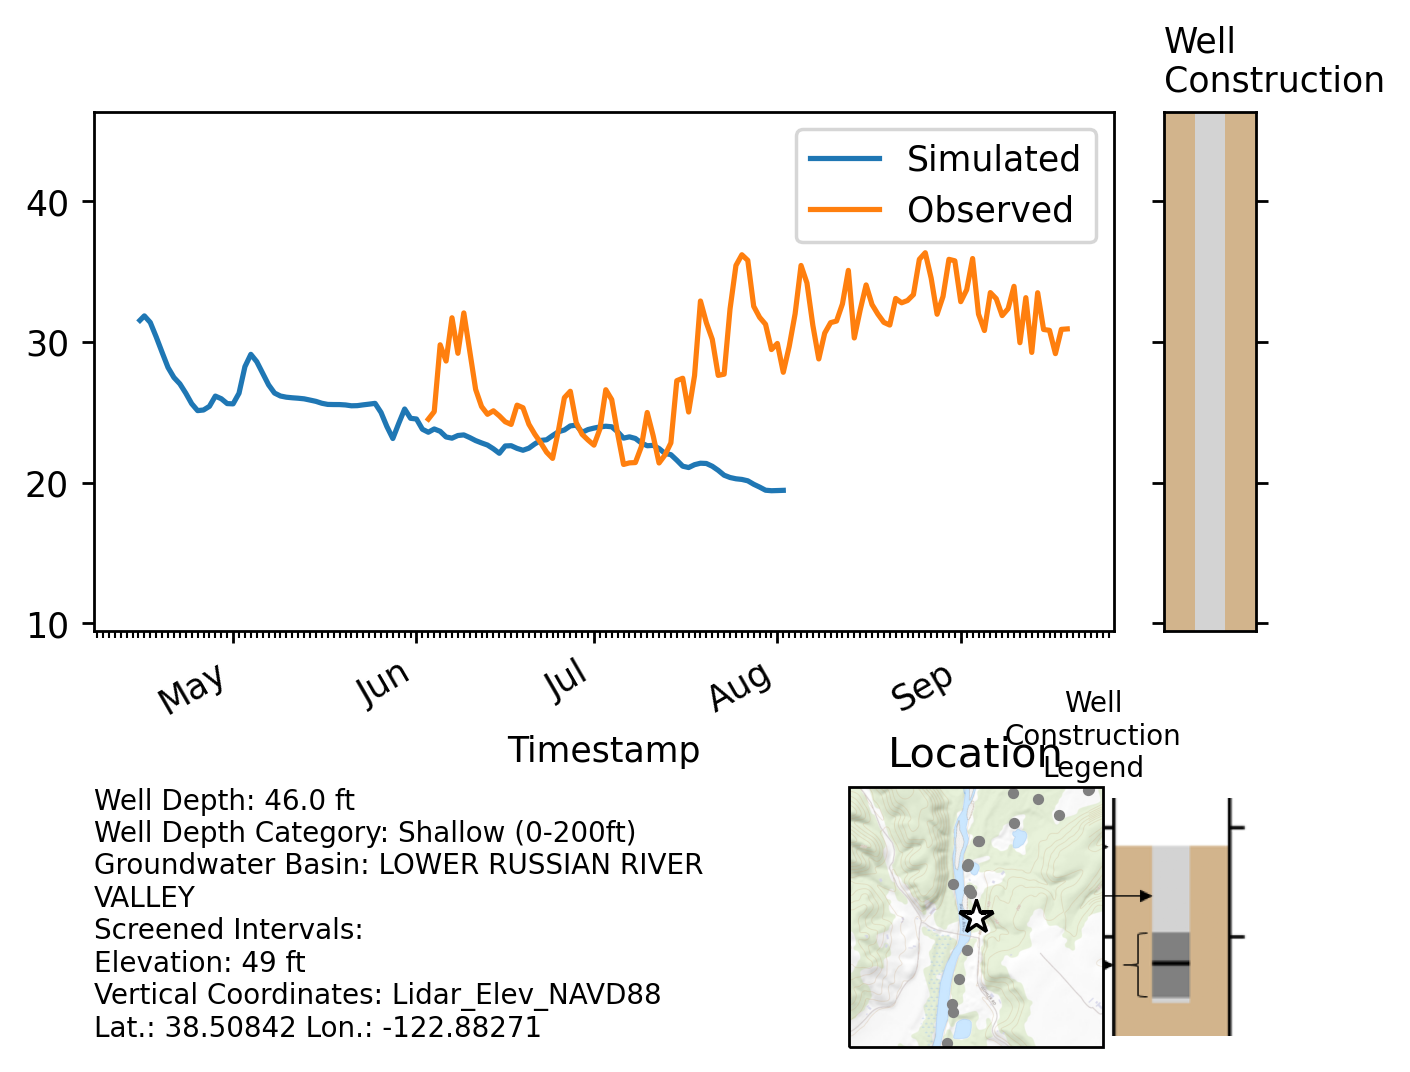 Well
Construction
Simulated
Observed
40
30
20
10
May
Jun
Jul
Aug
Sep
Timestamp
Well Depth: 46.0 ft
Well Depth Category: Shallow (0-200ft)
Groundwater Basin: LOWER RUSSIAN RIVER
VALLEY
Screened Intervals:
Elevation: 49 ft
Vertical Coordinates: Lidar_Elev_NAVD88
Lat.: 38.50842 Lon.: -122.88271
Location
Well
Construction
Legend